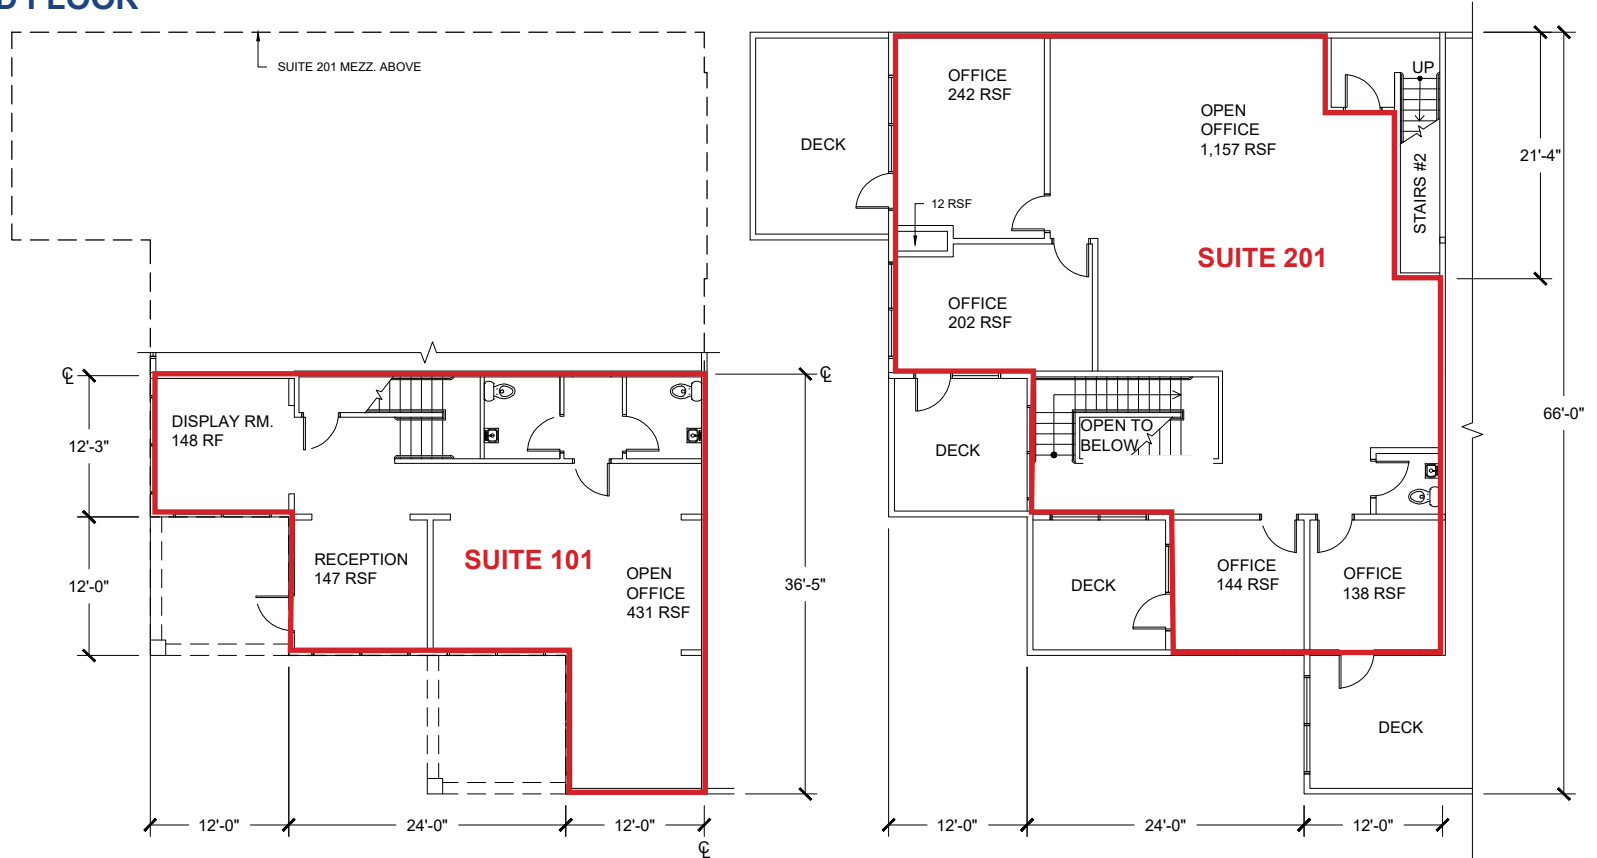 SUITE 201 MEZZ. ABOVE
DISPLAY RM.
148 RF
RECEPTION
147 RSF
SUITE 101
OPEN
OFFICE
431 RSF
12'-3"
12'-0"
36'-5"
12'-0"
24'-0"
12'-0"
℄
℄
℄
DECK
OFFICE
242 RSF
OPEN
OFFICE
1,157 RSF
UP
STAIRS #2
21'-4"
12 RSF
SUITE 201
OFFICE
202 RSF
66'-0"
OPEN TO
BELOW
DECK
DECK
OFFICE
144 RSF
OFFICE
138 RSF
DECK
12'-0"
24'-0"
12'-0"